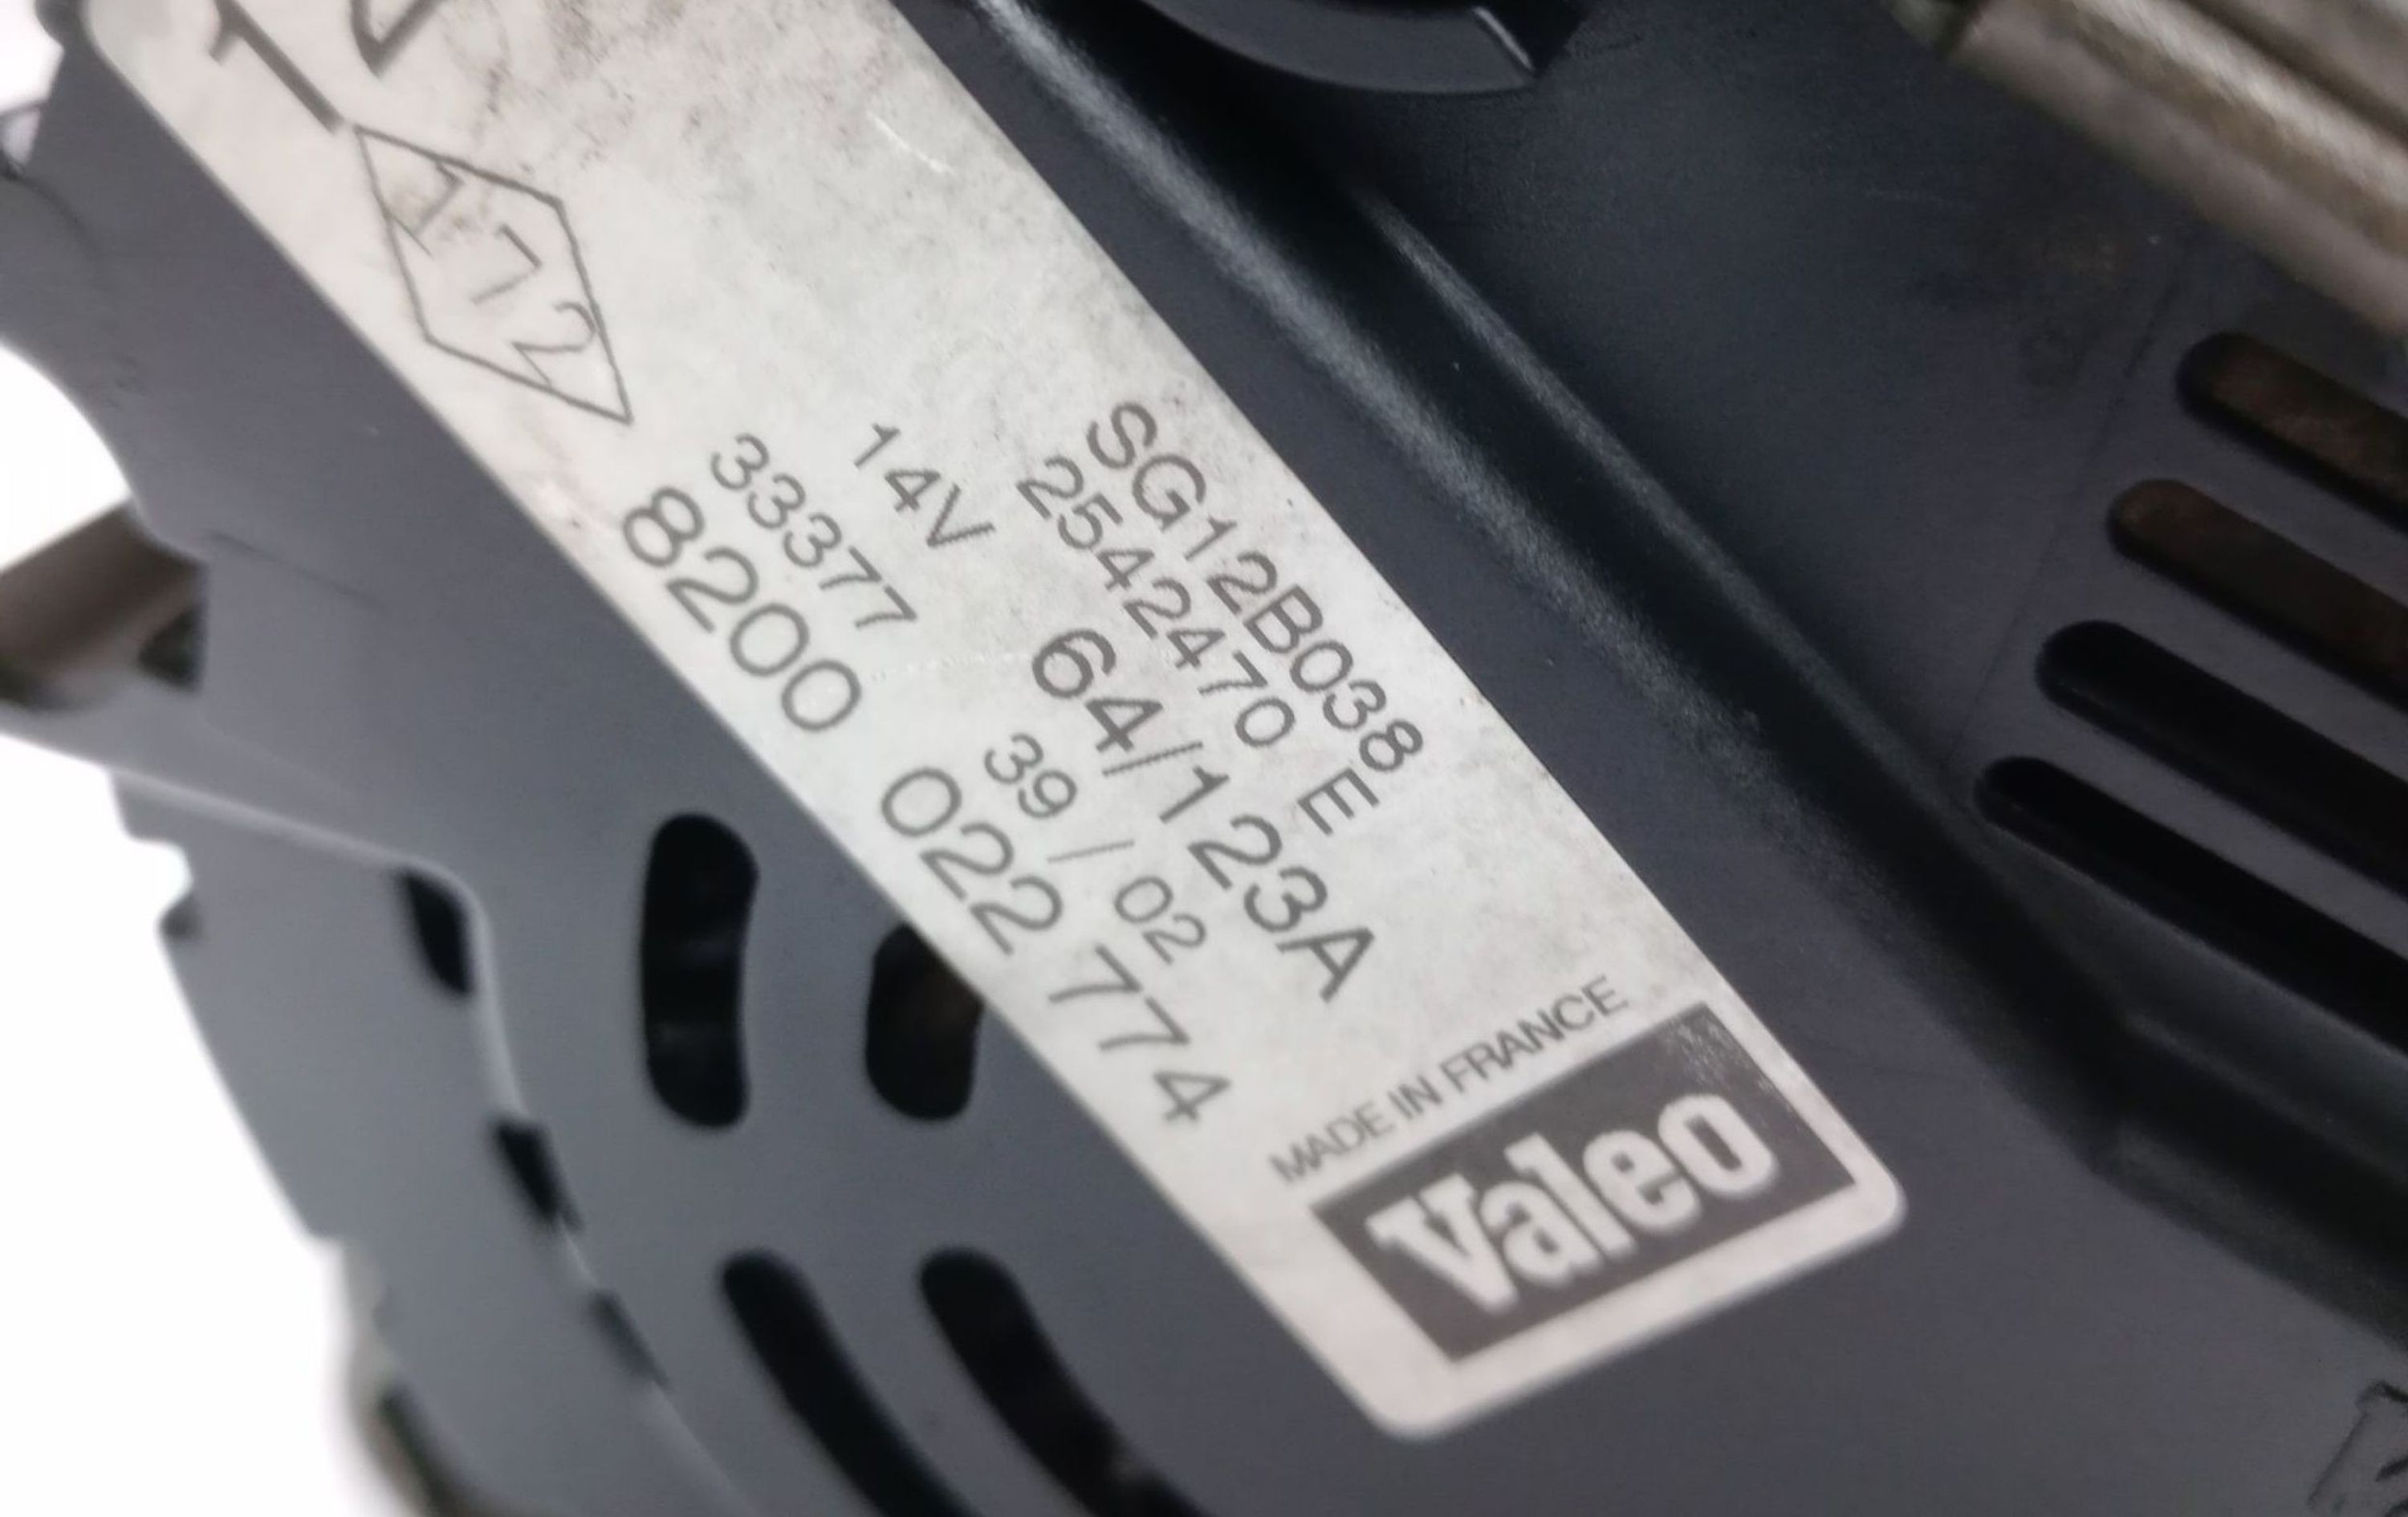 172
SG12B038
2542470 E
14V 64/123A
33377 39 / 02
8200 022 774
MADE IN FRANCE
Valeo